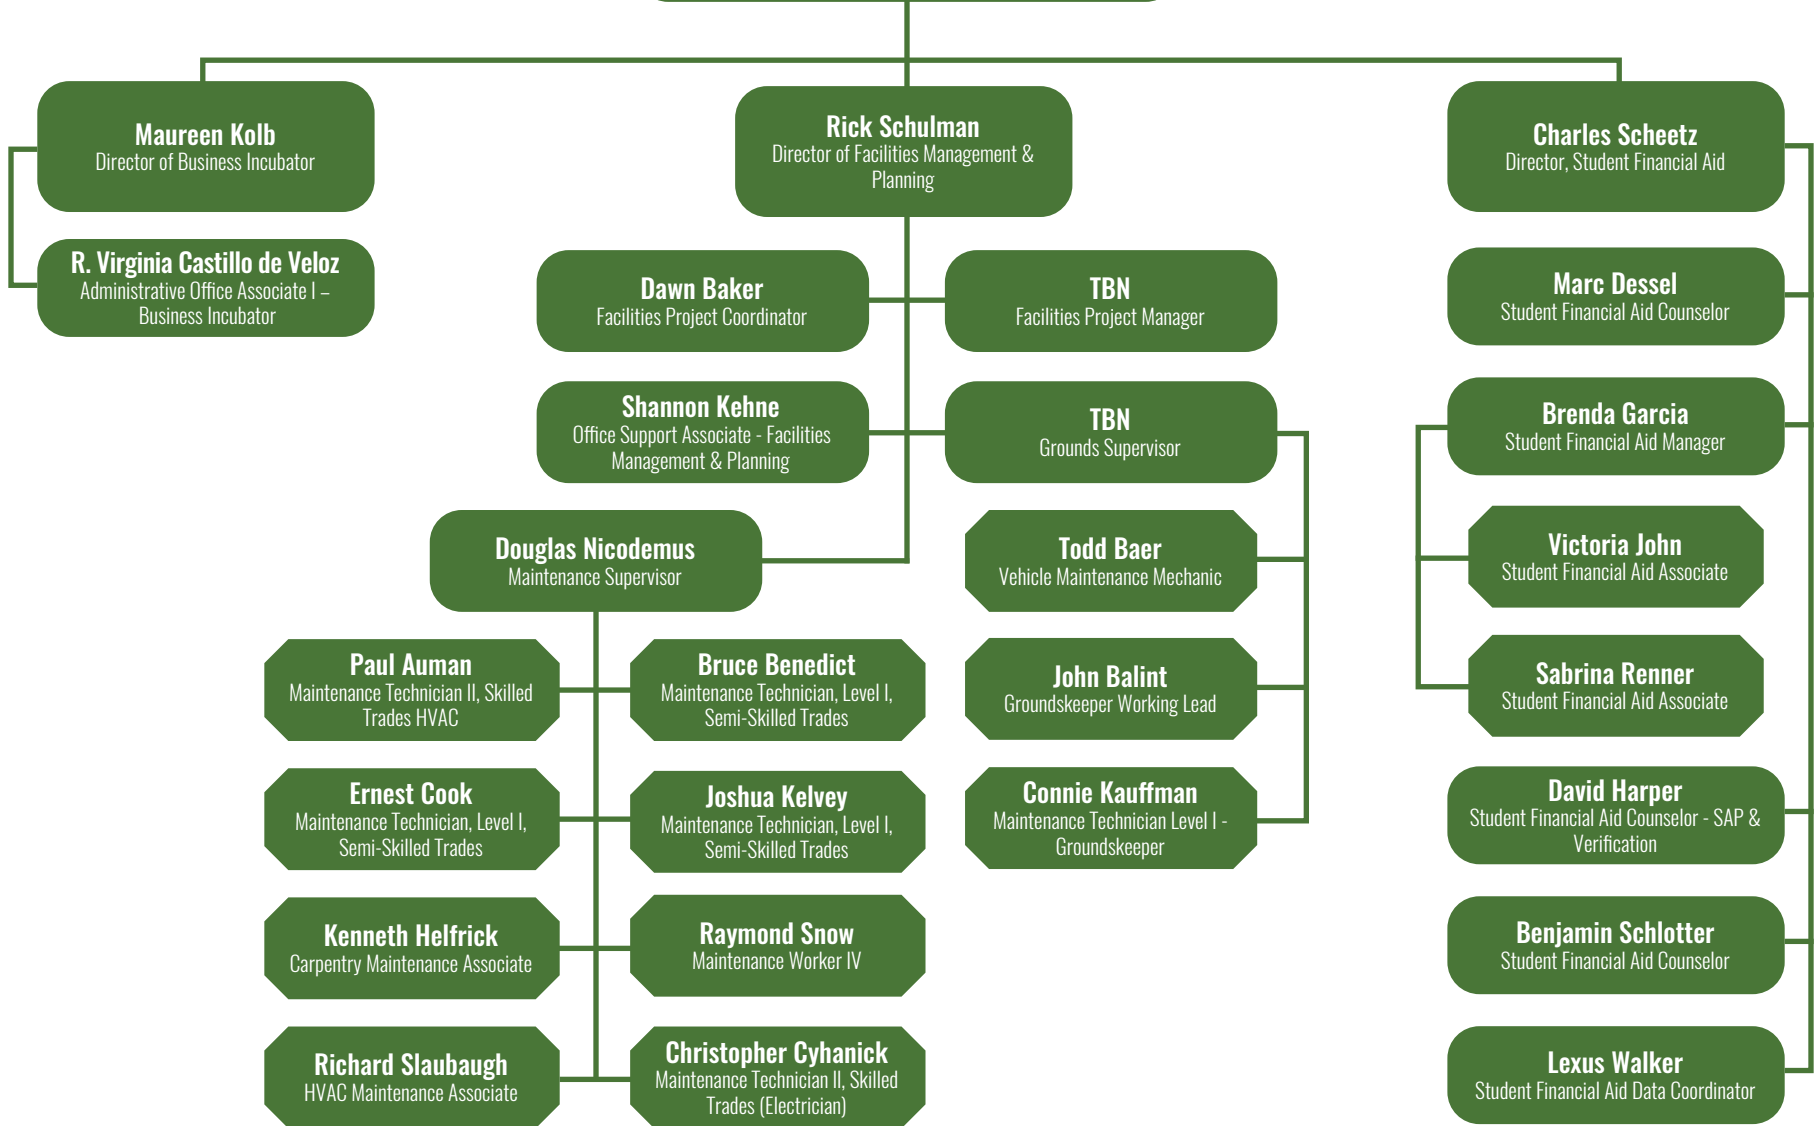 Maureen Kolb
Director of Business Incubator
R. Virginia Castillo de Veloz
Administrative Office Associate I –
Business Incubator
Rick Schulman
Director of Facilities Management &
Planning
Dawn Baker
Facilities Project Coordinator
TBN
Facilities Project Manager
Shannon Kehne
Office Support Associate - Facilities
Management & Planning
TBN
Grounds Supervisor
Douglas Nicodemus
Maintenance Supervisor
Paul Auman
Maintenance Technician II, Skilled
Trades HVAC
Bruce Benedict
Maintenance Technician, Level I,
Semi-Skilled Trades
Ernest Cook
Maintenance Technician, Level I,
Semi-Skilled Trades
Joshua Kelvey
Maintenance Technician, Level I,
Semi-Skilled Trades
Kenneth Helfrick
Carpentry Maintenance Associate
Raymond Snow
Maintenance Worker IV
Richard Slaubaugh
HVAC Maintenance Associate
Christopher Cyhanick
Maintenance Technician II, Skilled
Trades (Electrician)
Todd Baer
Vehicle Maintenance Mechanic
John Balint
Groundskeeper Working Lead
Connie Kauffman
Maintenance Technician Level I -
Groundskeeper
Charles Scheetz
Director, Student Financial Aid
Marc Dessel
Student Financial Aid Counselor
Brenda Garcia
Student Financial Aid Manager
Victoria John
Student Financial Aid Associate
Sabrina Renner
Student Financial Aid Associate
David Harper
Student Financial Aid Counselor - SAP &
Verification
Benjamin Schlotter
Student Financial Aid Counselor
Lexus Walker
Student Financial Aid Data Coordinator